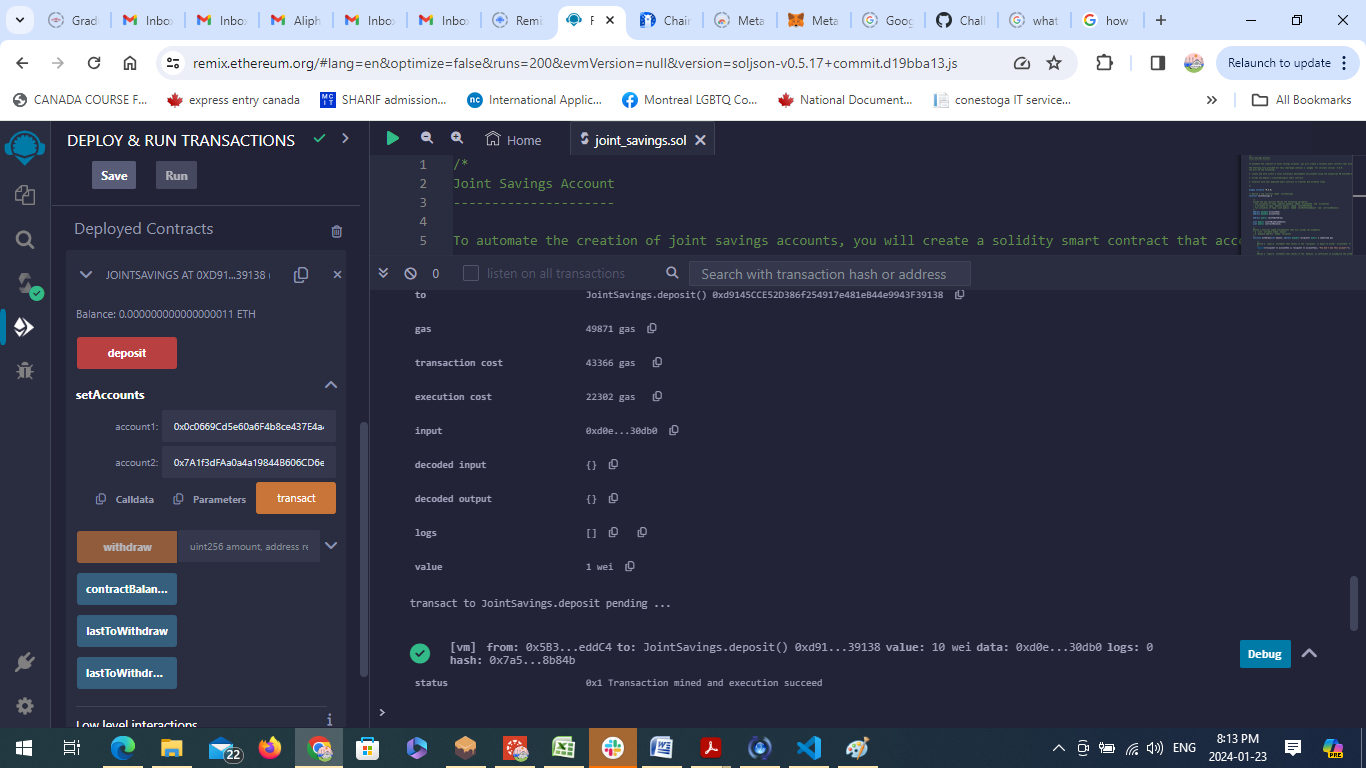 Gradi
Inbox
Inbox
Aliph
Inbox
Inbox
Remi
F
Chair
Meta
Meta
Goog
Chall
what
how
remix.ethereum.org/#lang=en&optimize=false&runs=200&evmVersion=null&version=soljson-v0.5.17+commit.d19bba13.js
Relaunch to update
CANADA COURSE F...
express entry canada
SHARIF admission...
International Applic...
Montreal LGBTQ Co...
National Document...
conestoga IT service...
All Bookmarks
DEPLOY & RUN TRANSACTIONS
Save
Run
Deployed Contracts
JOINTSAVINGS AT 0XD91...39138 (
Balance: 0.000000000000000011 ETH
deposit
setAccounts
account1: 0x0c0669Cd5e60a6F4b8ce437E4a4
account2: 0x7A1f3dFAa0a4a19844B606CD6e
Calldata
Parameters
transact
withdraw
uint256 amount, address re
contractBalan...
lastToWithdraw
lastToWithdr...
Low level interactions
Home
joint_savings.sol
1 /*
2 Joint Savings Account
3 ---------------------
4
5 To automate the creation of joint savings accounts, you will create a solidity smart contract that acce
0
listen on all transactions
Search with transaction hash or address
to JointSavings.deposit() 0xd9145CCE52D386f254917e481eB44e9943F39138
gas 49871 gas
transaction cost 43366 gas
execution cost 22302 gas
input 0xd0e...30db0
decoded input {}
decoded output {}
logs []
value 1 wei
transact to JointSavings.deposit pending ...
[vm] from: 0x5B3...eddC4 to: JointSavings.deposit() 0xd91...39138 value: 10 wei data: 0xd0e...30db0 logs: 0
hash: 0x7a5...8b84b
Debug
status 0x1 Transaction mined and execution succeed
>
22
ENG
8:13 PM
2024-01-23
PRE